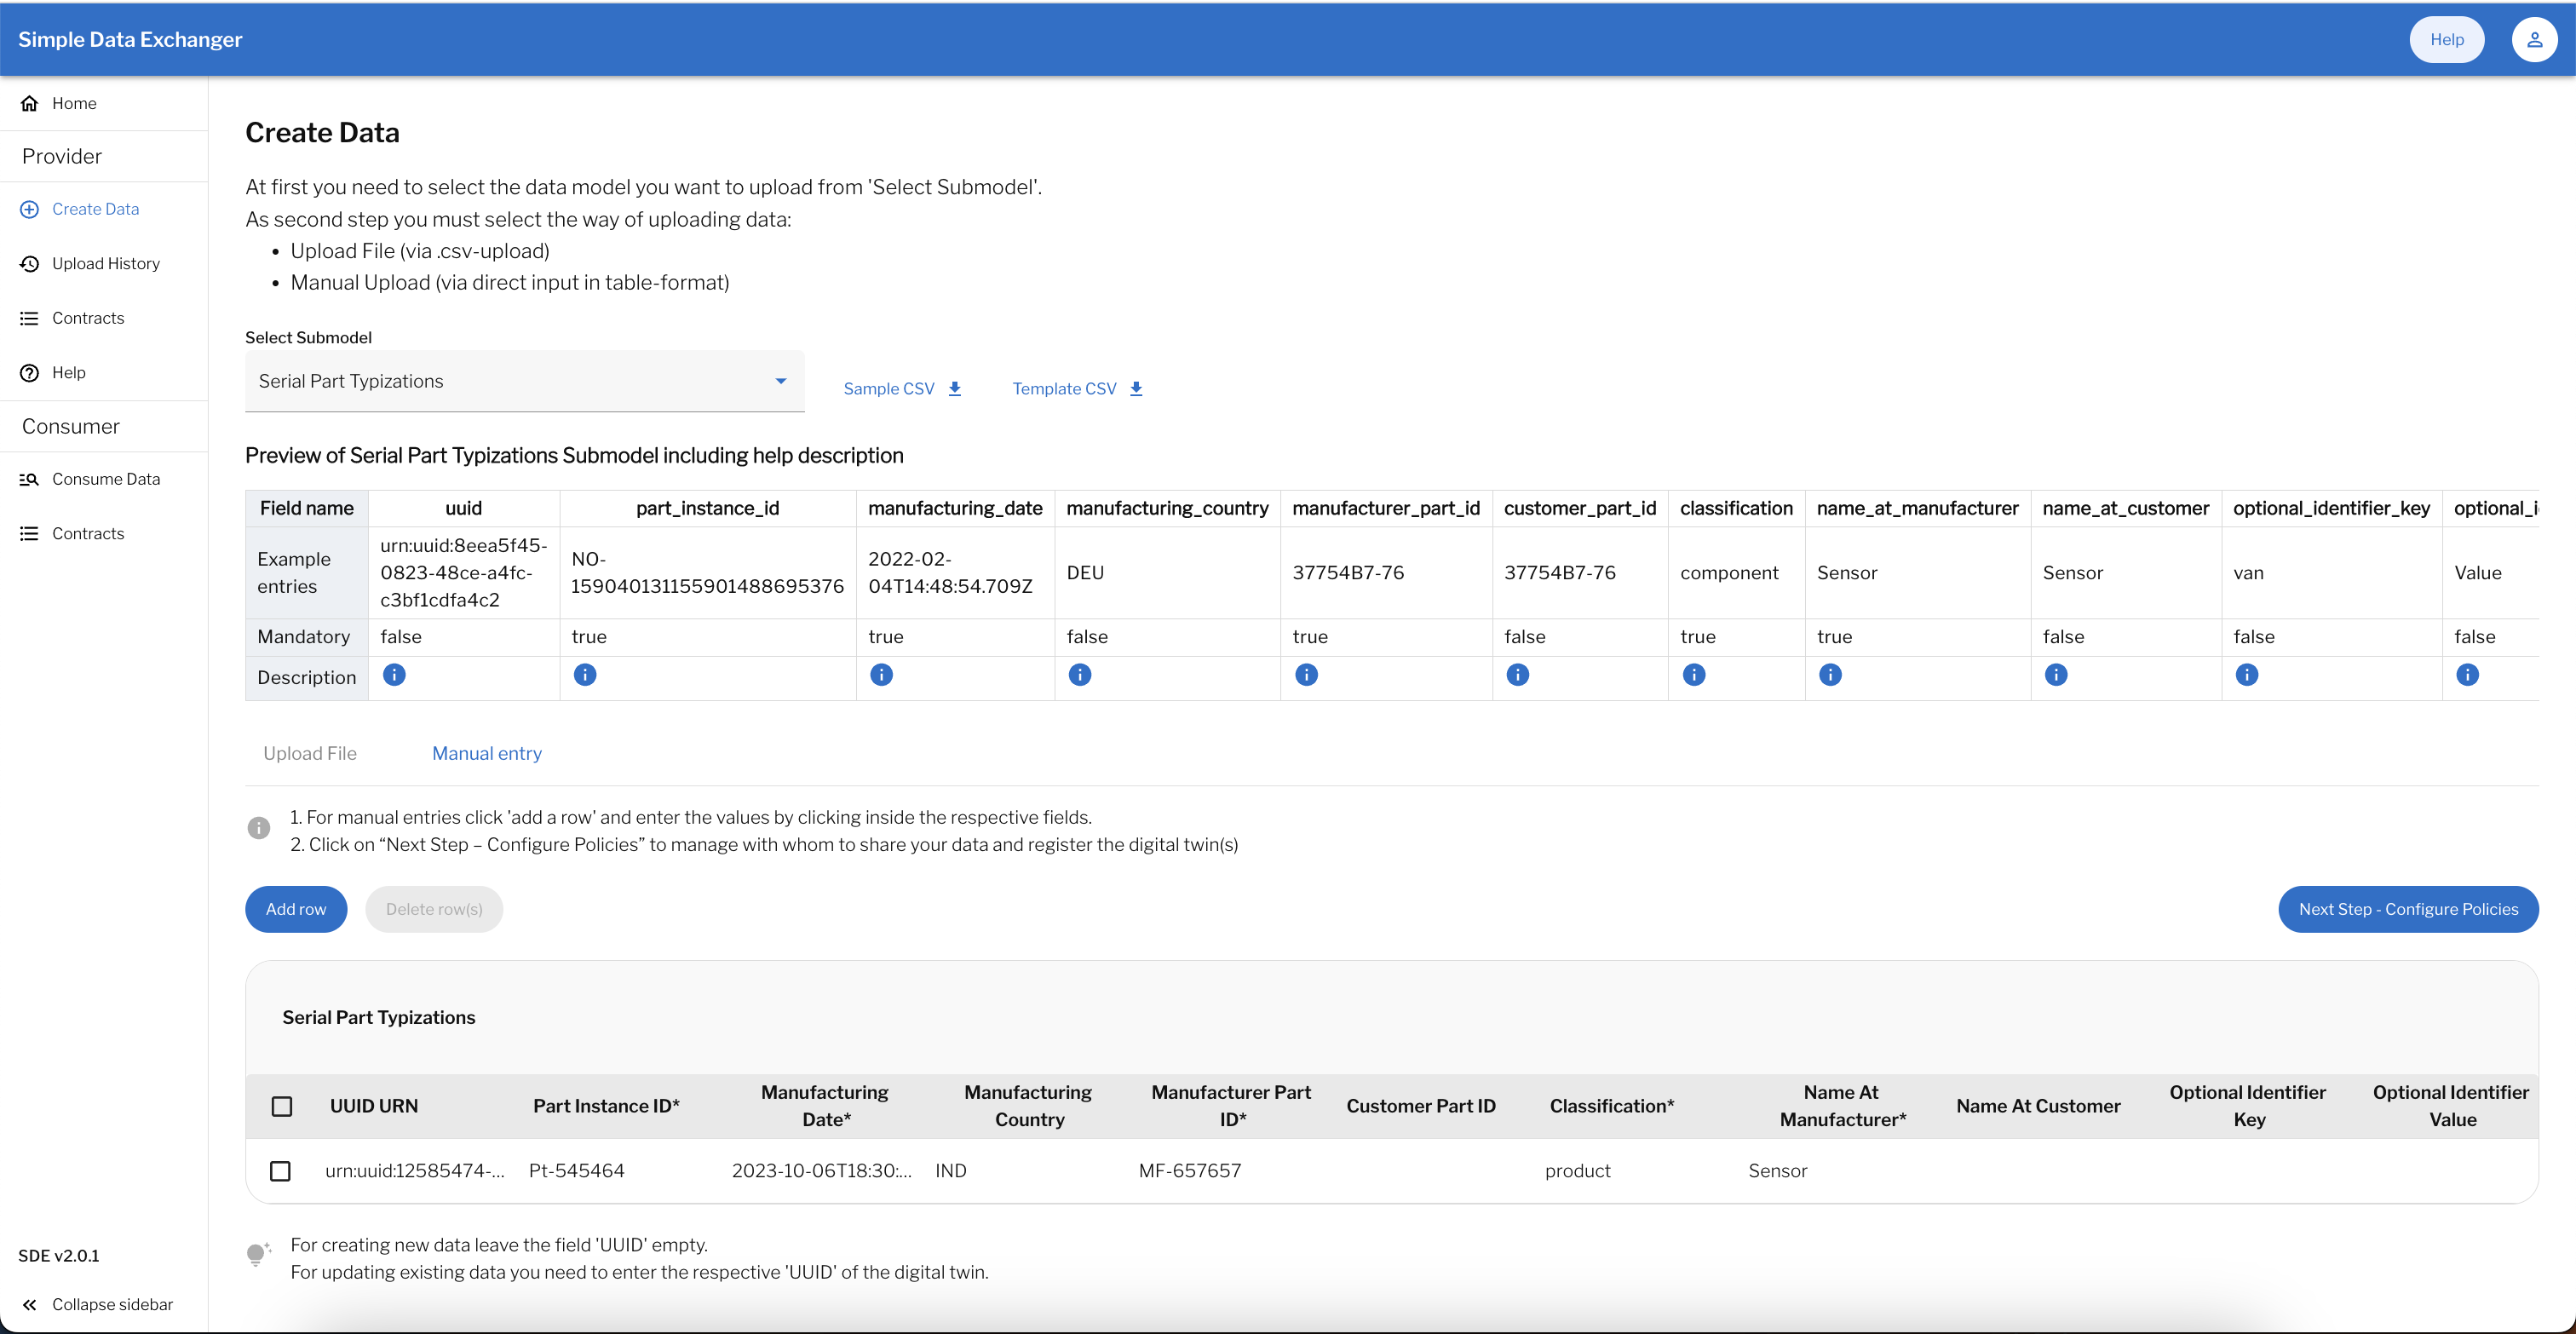 Simple Data Exchanger
Help
Home
Provider
Create Data
Upload History
Contracts
Help
Consumer
Consume Data
Contracts
SDE v2.0.1
Collapse sidebar
Create Data
At first you need to select the data model you want to upload from 'Select Submodel'.
As second step you must select the way of uploading data:
• Upload File (via .csv-upload)
• Manual Upload (via direct input in table-format)
Select Submodel
Serial Part Typizations
Sample CSV
Template CSV
Preview of Serial Part Typizations Submodel including help description
Field name uuid part_instance_id manufacturing_date manufacturing_country manufacturer_part_id customer_part_id classification name_at_manufacturer name_at_customer optional_identifier_key optional_i
Example entries
urn:uuid:8eea5f45-
0823-48ce-a4fc-
c3bf1cdfa4c2
NO-
159040131155901488695376
2022-02-
04T14:48:54.709Z
DEU
37754B7-76
37754B7-76
component
Sensor
Sensor
van
Value
Mandatory false true true false true false true true false false false
Description
Upload File
Manual entry
1. For manual entries click 'add a row' and enter the values by clicking inside the respective fields.
2. Click on “Next Step – Configure Policies” to manage with whom to share your data and register the digital twin(s)
Add row
Delete row(s)
Next Step - Configure Policies
Serial Part Typizations
UUID URN
Part Instance ID*
Manufacturing
Date*
Manufacturing
Country
Manufacturer Part
ID*
Customer Part ID
Classification*
Name At
Manufacturer*
Name At Customer
Optional Identifier
Key
Optional Identifier
Value
urn:uuid:12585474-... Pt-545464 2023-10-06T18:30:... IND MF-657657 product Sensor
For creating new data leave the field 'UUID' empty.
For updating existing data you need to enter the respective 'UUID' of the digital twin.